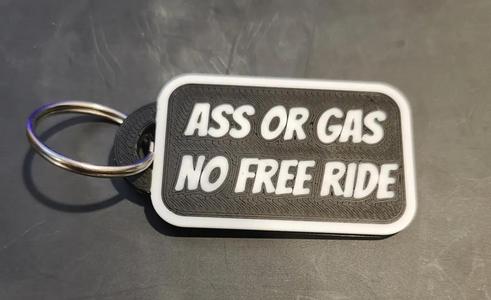 ASS OR GAS
NO FREE RIDE